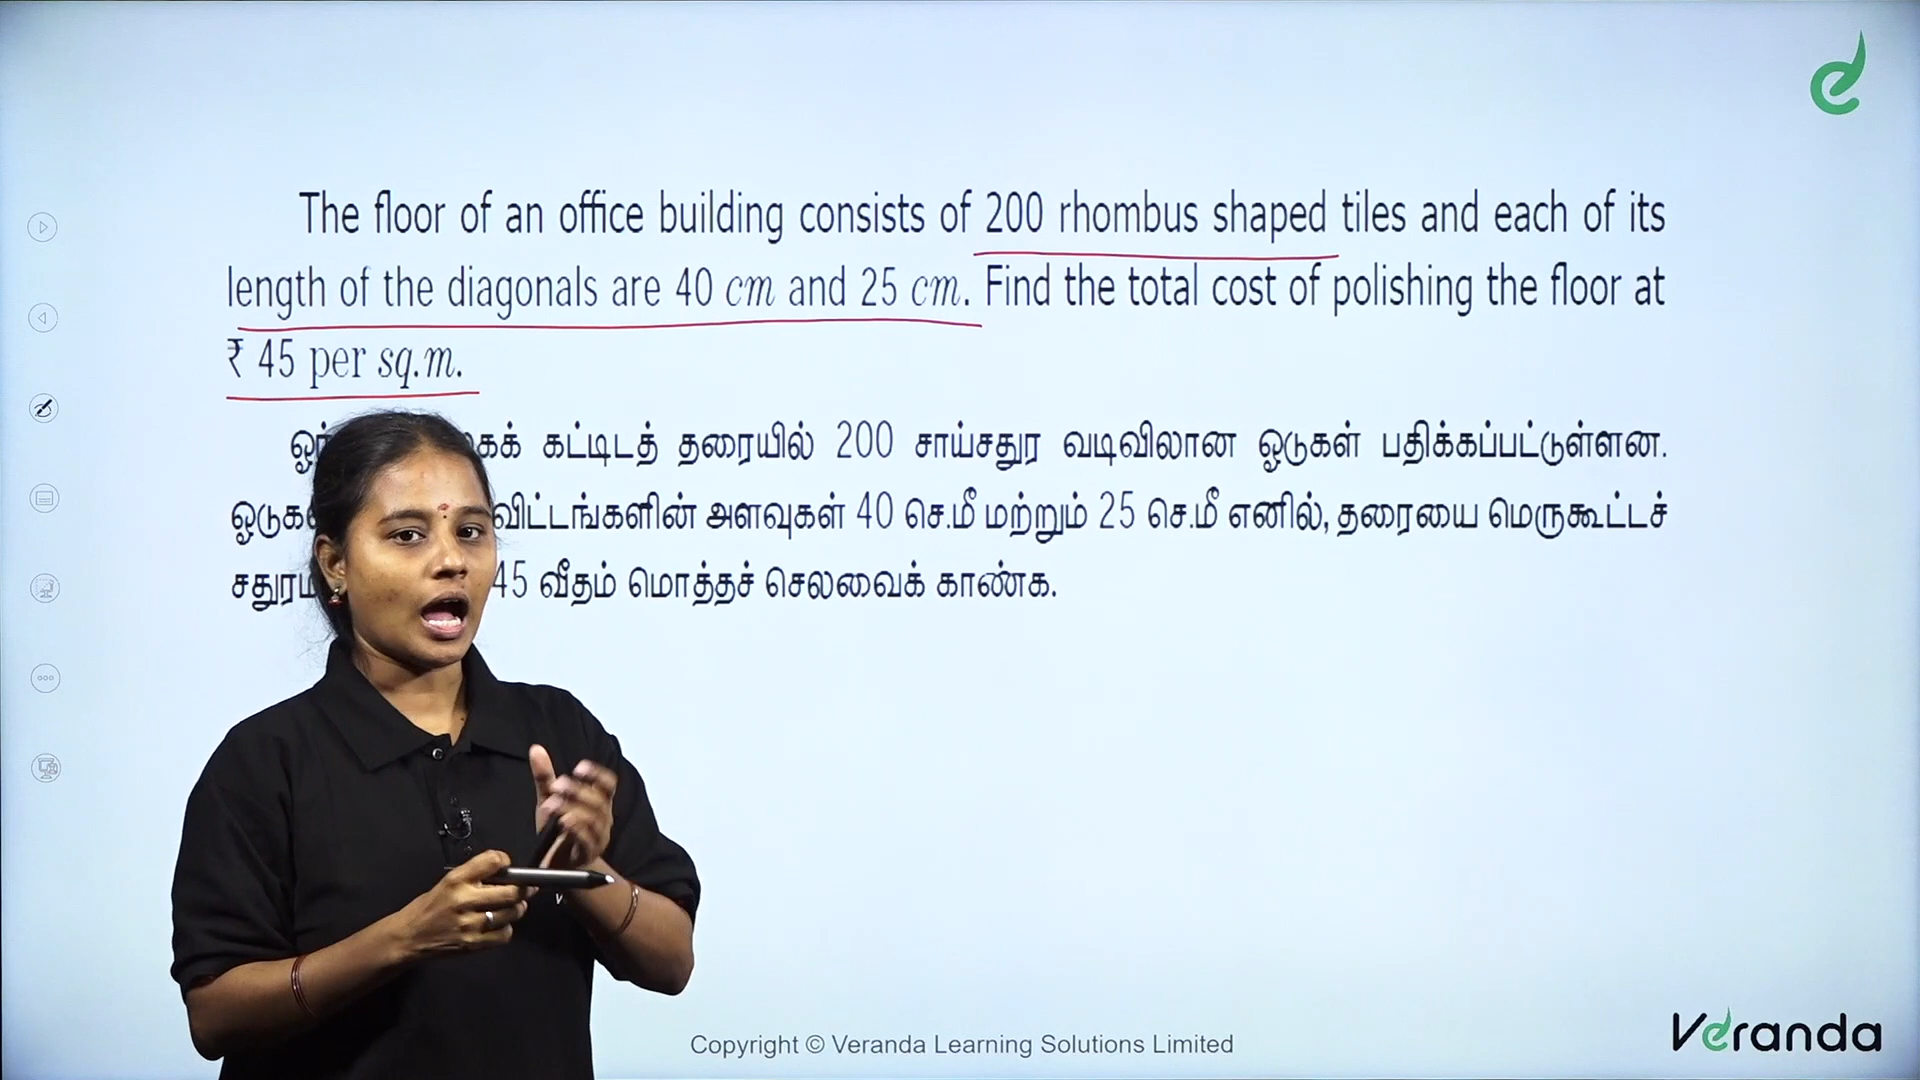 The floor of an office building consists of 200 rhombus shaped tiles and each of its
length of the diagonals are 40 cm and 25 cm. Find the total cost of polishing the floor at
₹ 45 per sq.m.
கட்டிடத் தரையில் 200 சாய்சதுர வடிவிலான ஓடுகள் பதிக்கப்பட்டுள்ளன.
அளவுகள் 40 செ.மீ மற்றும் 25 செ.மீ எனில், தரையை மெருகூட்டச்
45 வீதம் மொத்தச் செலவைக் காண்க.
Copyright © Veranda Learning Solutions Limited
Veranda